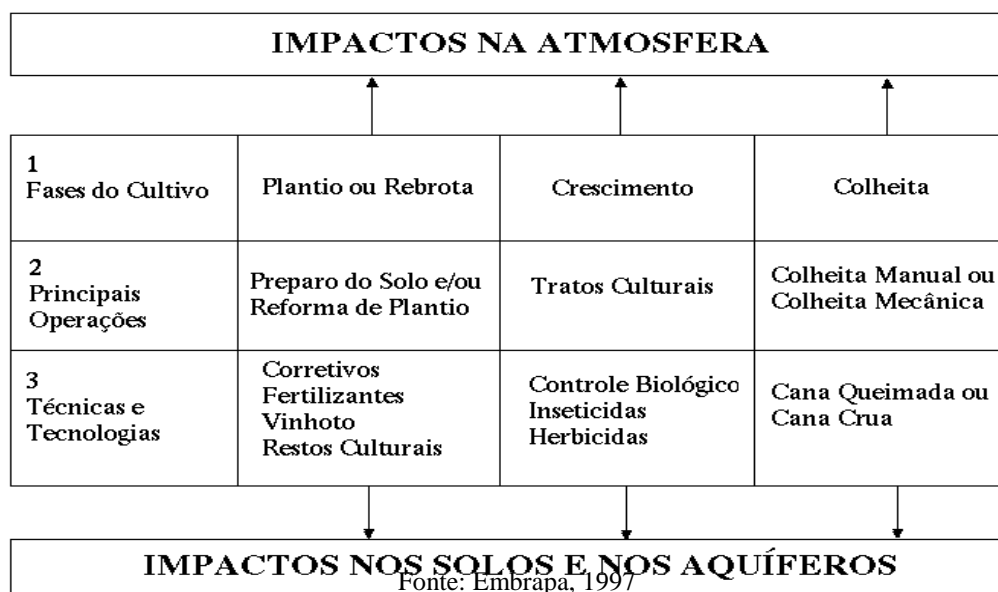 IMPACTOS NA ATMOSFERA
1
Fases do Cultivo
Plantio ou Rebrota
Crescimento
Colheita
2
Principais
Operações
Preparo do Solo e/ou
Reforma de Plantio
Tratos Culturais
Colheita Manual ou
Colheita Mecânica
3
Técnicas e
Tecnologias
Corretivos
Fertilizantes
Vinhoto
Restos Culturais
Controle Biológico
Inseticidas
Herbicidas
Cana Queimada ou
Cana Crua
IMPACTOS NOS SOLOS E NOS AQUÍFEROS
Fonte: Embrapa, 1997